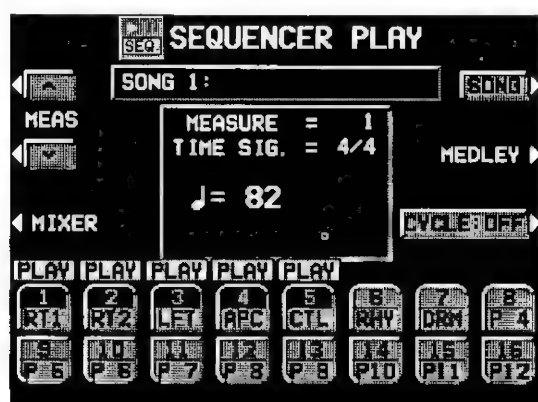 SEQ. SEQUENCER PLAY
SONG 1: SONG
MEAS MEASURE = 1
TIME SIG. = 4/4 MEDLEY
♩= 82
MIXER CYCLE:OFF
PLAY PLAY PLAY PLAY PLAY
1 2 3 4 5 6 7 8
RT1 RT2 LFT APC CTL RHY DRM P 4
9 10 11 12 13 14 15 16
P 5 P 6 P 7 P 8 P 9 P10 P11 P12